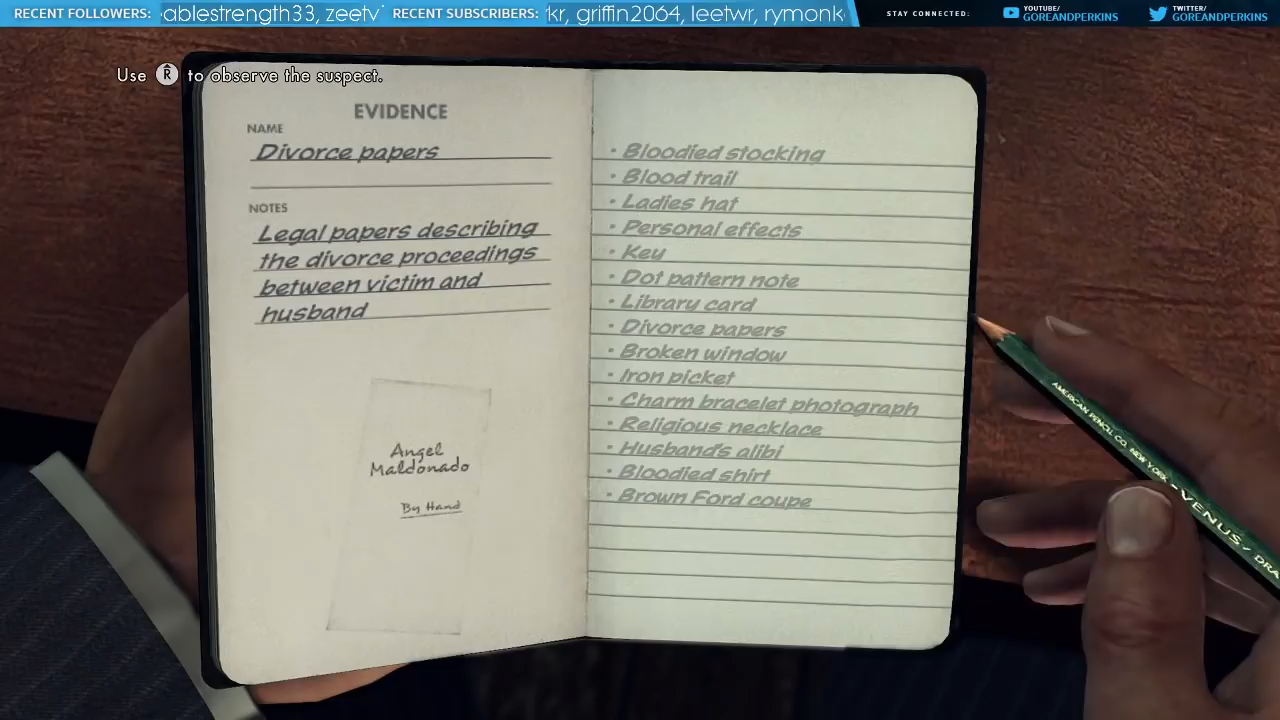 RECENT FOLLOWERS: ablestrength33, zeetv RECENT SUBSCRIBERS: kr, griffin2064, leetwr, rymonk
STAY CONNECTED:
YOUTUBE/
GOREANDPERKINS
TWITTER/
GOREANDPERKINS
Use R to observe the suspect.
EVIDENCE
NAME
Divorce papers
NOTES
Legal papers describing
the divorce proceedings
between victim and
husband
Angel
Maldonado
By Hand
· Bloodied stocking
· Blood trail
· Ladies hat
· Personal effects
· Key
· Dot pattern note
· Library card
· Divorce papers
· Broken window
· Iron picket
· Charm bracelet photograph
· Religious necklace
· Husband's alibi
· Bloodied shirt
· Brown Ford coupe
AMERICAN PENCIL CO. NEW YORK VENUS/ DRA